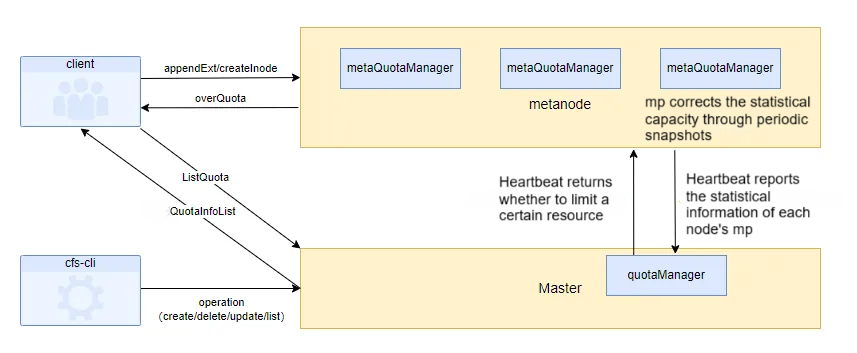 client
appendExt/createInode
overQuota
metaQuotaManager
metaQuotaManager
metaQuotaManager
metanode
mp corrects the statistical
capacity through periodic
snapshots
ListQuota
QuotaInfoList
Heartbeat returns
whether to limit a
certain resource
Heartbeat reports
the statistical
information of each
node's mp
cfs-cli
operation
(create/delete/update/list)
Master
quotaManager